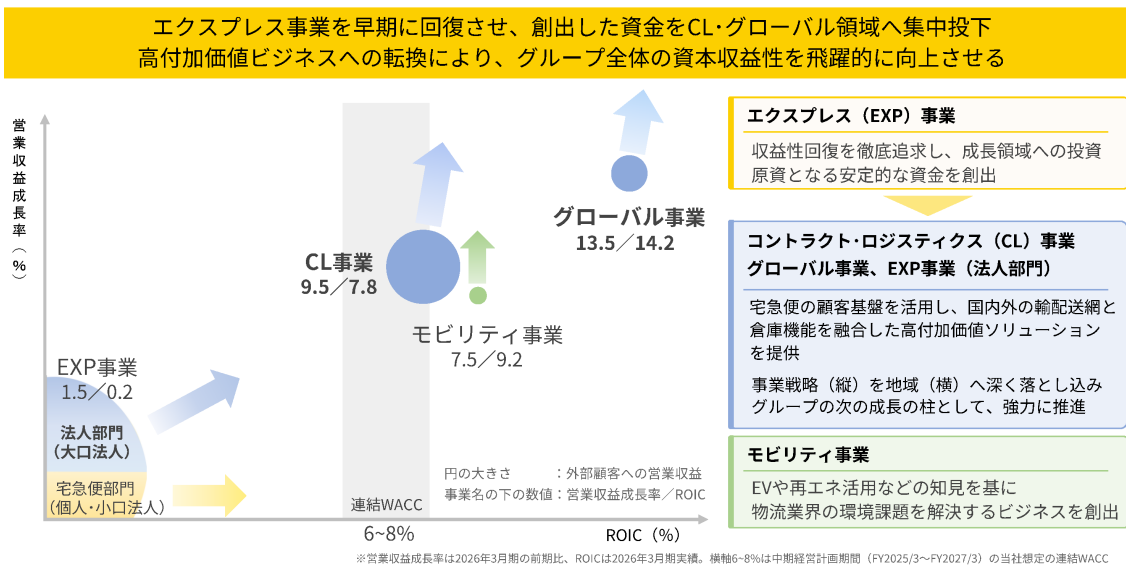 エクスプレス事業を早期に回復させ、創出した資金をCL･グローバル領域へ集中投下
高付加価値ビジネスへの転換により、グループ全体の資本収益性を飛躍的に向上させる
営業収益成長率（%）
グローバル事業
13.5／14.2
CL事業
9.5／7.8
モビリティ事業
7.5／9.2
EXP事業
1.5／0.2
法人部門
（大口法人）
宅急便部門
（個人･小口法人）
円の大きさ　　：外部顧客への営業収益
事業名の下の数値：営業収益成長率／ROIC
連結WACC
6~8%
ROIC（%）
エクスプレス（EXP）事業
収益性回復を徹底追求し、成長領域への投資
原資となる安定的な資金を創出
コントラクト･ロジスティクス（CL）事業
グローバル事業、EXP事業（法人部門）
宅急便の顧客基盤を活用し、国内外の輸配送網と
倉庫機能を融合した高付加価値ソリューション
を提供
事業戦略（縦）を地域（横）へ深く落とし込み
グループの次の成長の柱として、強力に推進
モビリティ事業
EVや再エネ活用などの知見を基に
物流業界の環境課題を解決するビジネスを創出
※営業収益成長率は2026年3月期の前期比、ROICは2026年3月期実績。横軸6~8%は中期経営計画期間（FY2025/3～FY2027/3）の当社想定の連結WACC